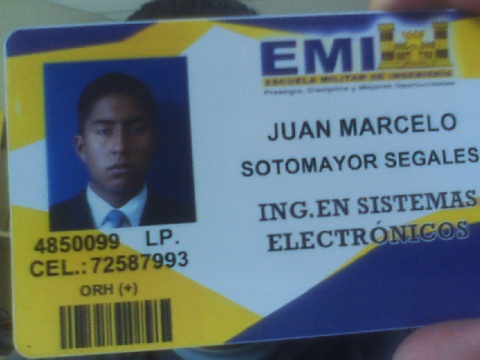 EMI
ESCUELA MILITAR DE INGENIERÍA
Prestigio, Disciplina y Mejores Oportunidades
JUAN MARCELO
SOTOMAYOR SEGALES
ING.EN SISTEMAS
ELECTRÓNICOS
4850099 LP.
CEL.:72587993
ORH (+)